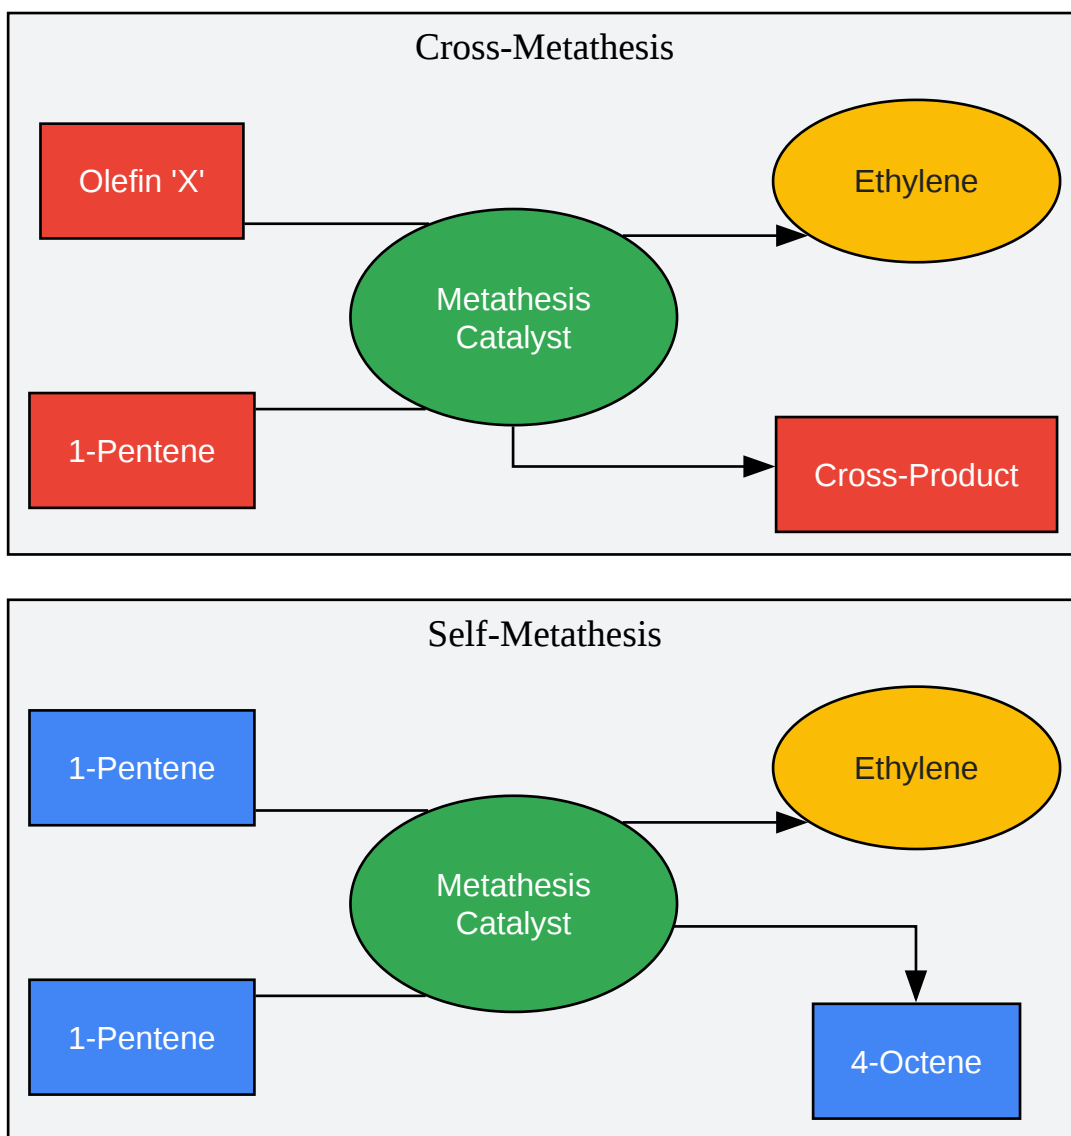 Cross-Metathesis
Olefin 'X'
Ethylene
Metathesis
Catalyst
1-Pentene
Cross-Product
Self-Metathesis
1-Pentene
Ethylene
Metathesis
Catalyst
1-Pentene
4-Octene